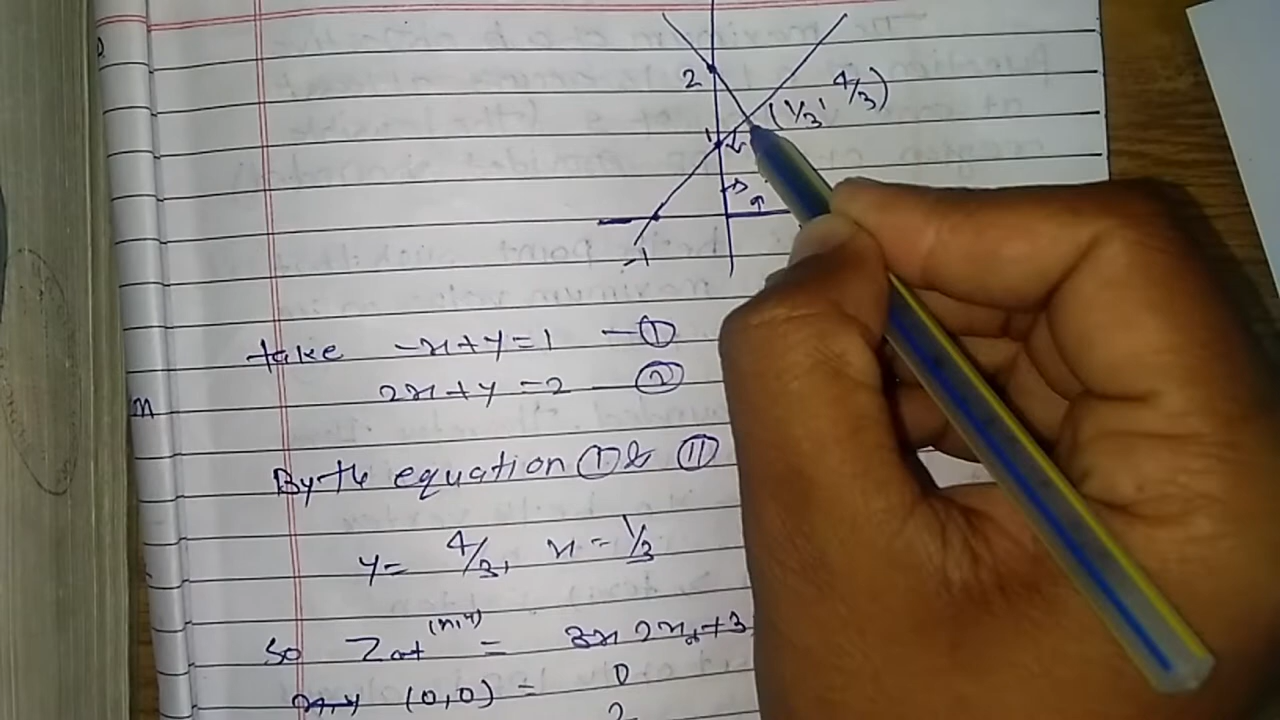 2
(1/3, 4/3)
1
-1
take -x+y=1 -①
2x+y=2 -②
By the equation ① & ⑪
y= 4/3, x=1/3
so Z at (x,y) =
(0,0) = 0
2
m